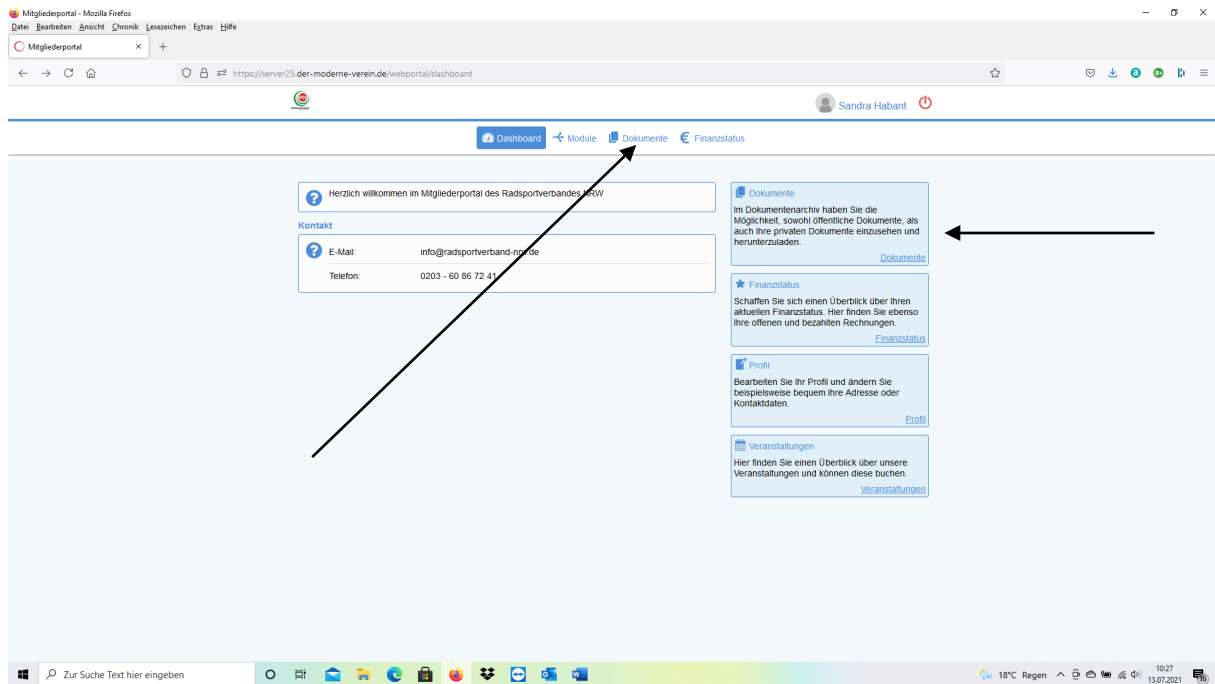 Mitgliederportal - Mozilla Firefox
Datei Bearbeiten Ansicht Chronik Lesezeichen Extras Hilfe
Mitgliederportal
https://server25.der-moderne-verein.de/webportal/dashboard
Sandra Habant
Dashboard Module Dokumente € Finanzstatus
Herzlich willkommen im Mitgliederportal des Radsportverbandes NRW
Kontakt
E-Mail: info@radsportverband-nrw.de
Telefon: 0203 - 60 86 72 41
Dokumente
Im Dokumentenarchiv haben Sie die
Möglichkeit, sowohl öffentliche Dokumente, als
auch Ihre privaten Dokumente einzusehen und
herunterzuladen.
Dokumente
Finanzstatus
Schaffen Sie sich einen Überblick über Ihren
aktuellen Finanzstatus. Hier finden Sie ebenso
Ihre offenen und bezahlten Rechnungen.
Finanzstatus
Profil
Bearbeiten Sie Ihr Profil und ändern Sie
beispielsweise bequem Ihre Adresse oder
Kontaktdaten.
Profil
Veranstaltungen
Hier finden Sie einen Überblick über unsere
Veranstaltungen und können diese buchen.
Veranstaltungen
Zur Suche Text hier eingeben
18°C Regen
10:27
13.07.2021